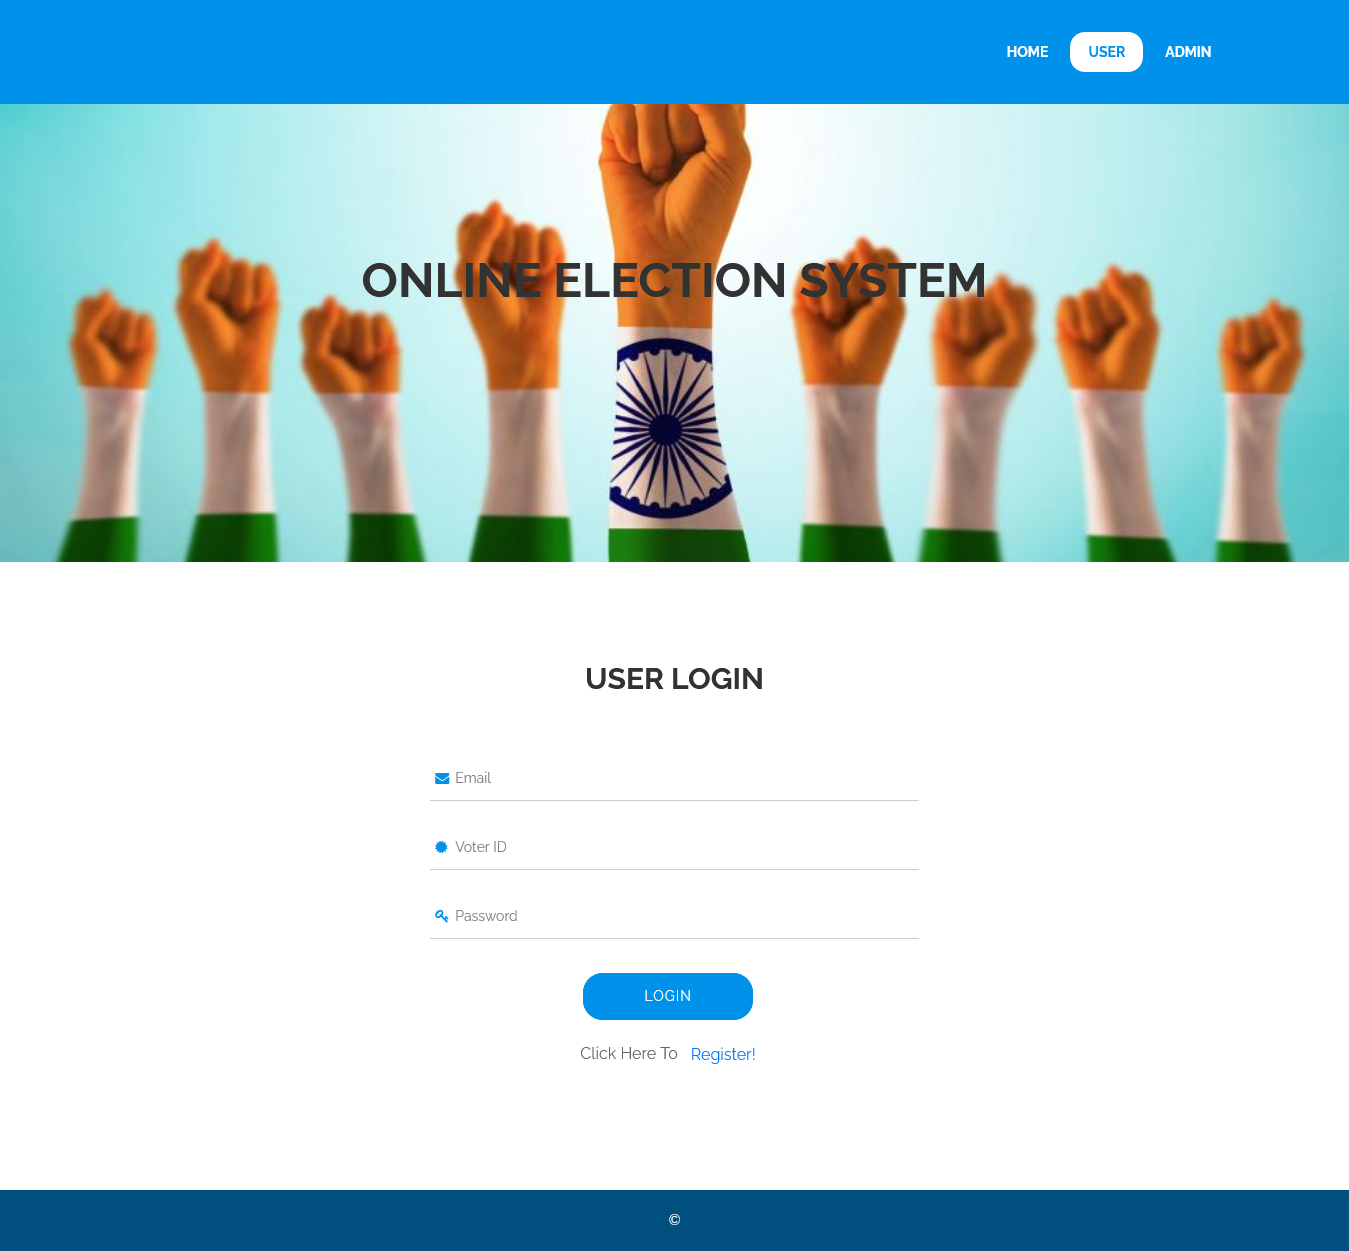 HOME USER ADMIN
ONLINE ELECTION SYSTEM
USER LOGIN
Email
Voter ID
Password
LOGIN
Click Here To Register!
©